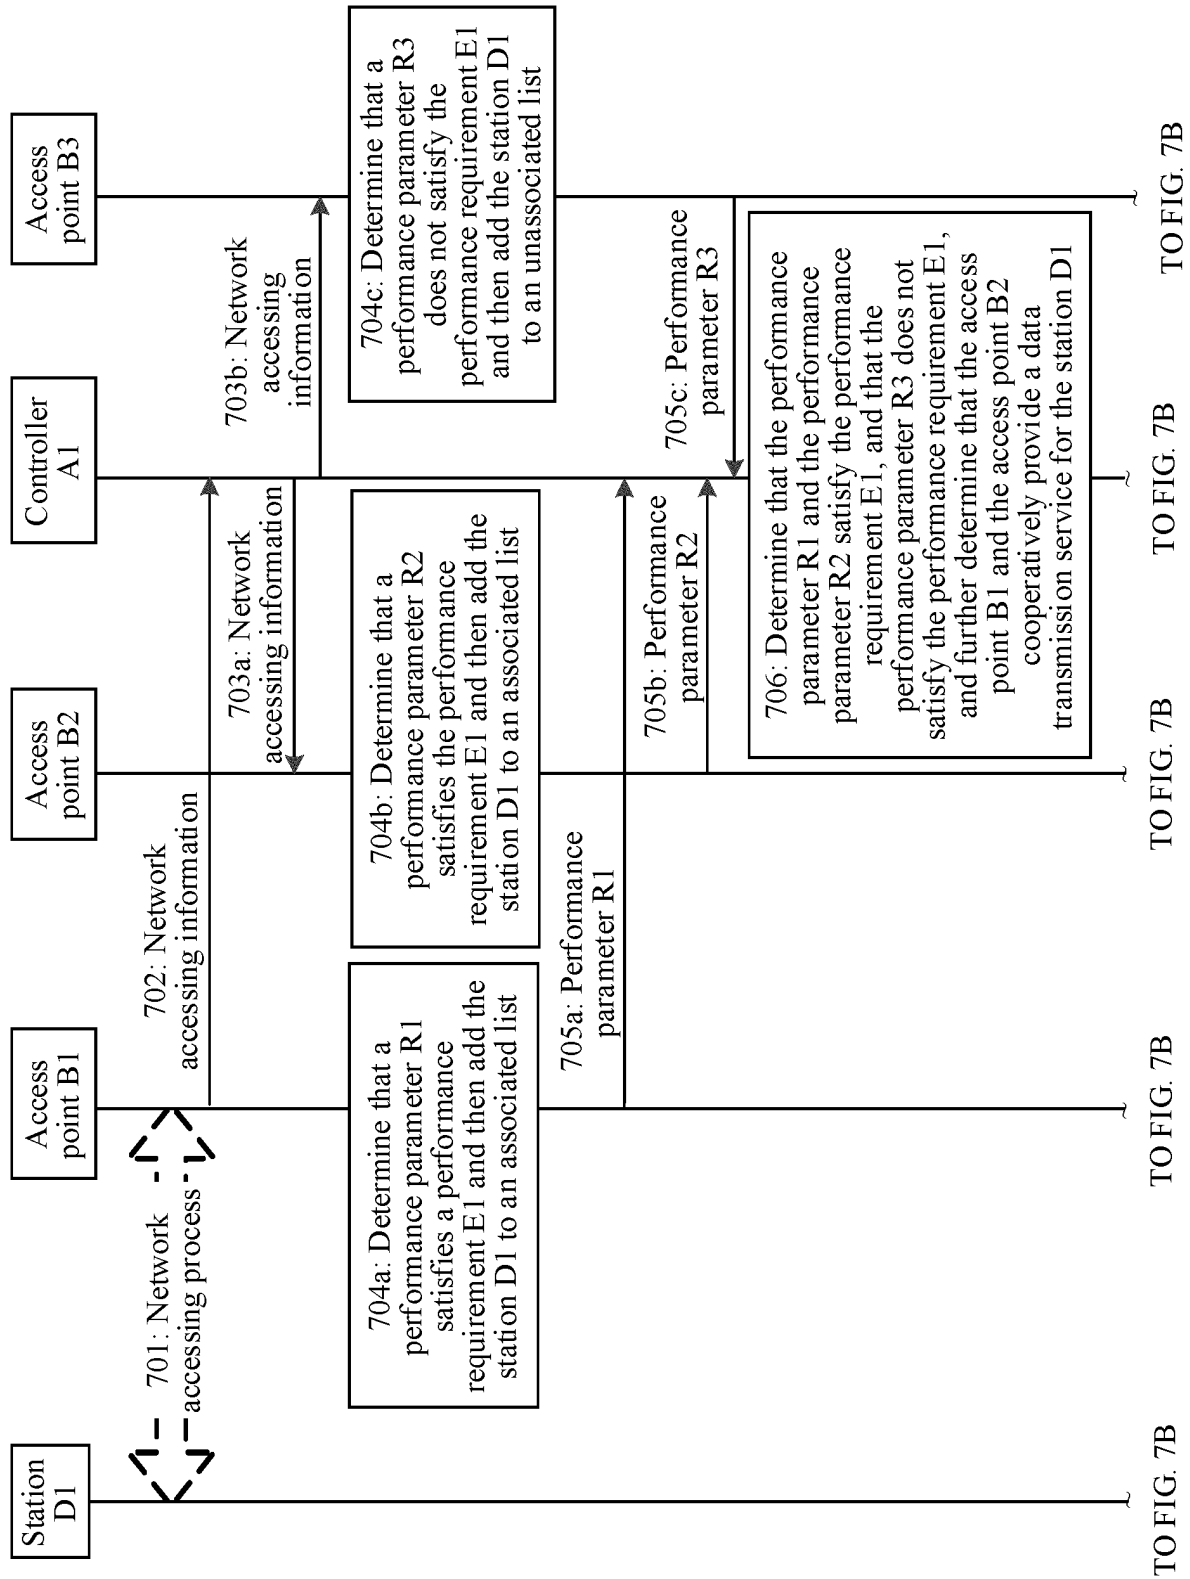 Station
D1
Access
point B1
Access
point B2
Controller
A1
Access
point B3
701: Network
accessing process
702: Network
accessing information
703a: Network
accessing information
703b: Network
accessing
information
704a: Determine that a
performance parameter R1
satisfies a performance
requirement E1 and then add the
station D1 to an associated list
704b: Determine that a
performance parameter R2
satisfies the performance
requirement E1 and then add the
station D1 to an associated list
704c: Determine that a
performance parameter R3
does not satisfy the
performance requirement E1
and then add the station D1
to an unassociated list
705a: Performance
parameter R1
705b: Performance
parameter R2
705c: Performance
parameter R3
706: Determine that the performance
parameter R1 and the performance
parameter R2 satisfy the performance
requirement E1, and that the
performance parameter R3 does not
satisfy the performance requirement E1,
and further determine that the access
point B1 and the access point B2
cooperatively provide a data
transmission service for the station D1
TO FIG. 7B
TO FIG. 7B
TO FIG. 7B
TO FIG. 7B
TO FIG. 7B